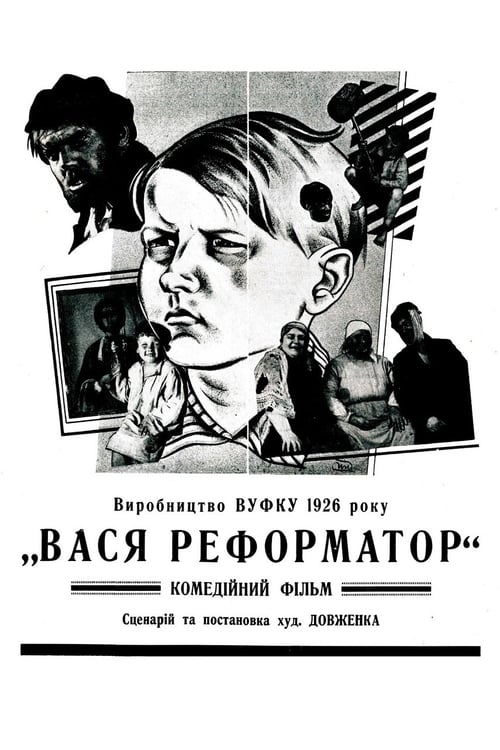 Виробництво ВУФКУ 1926 року
„ВАСЯ РЕФОРМАТОР“
КОМЕДІЙНИЙ ФІЛЬМ
Сценарій та постановка худ. ДОВЖЕНКА